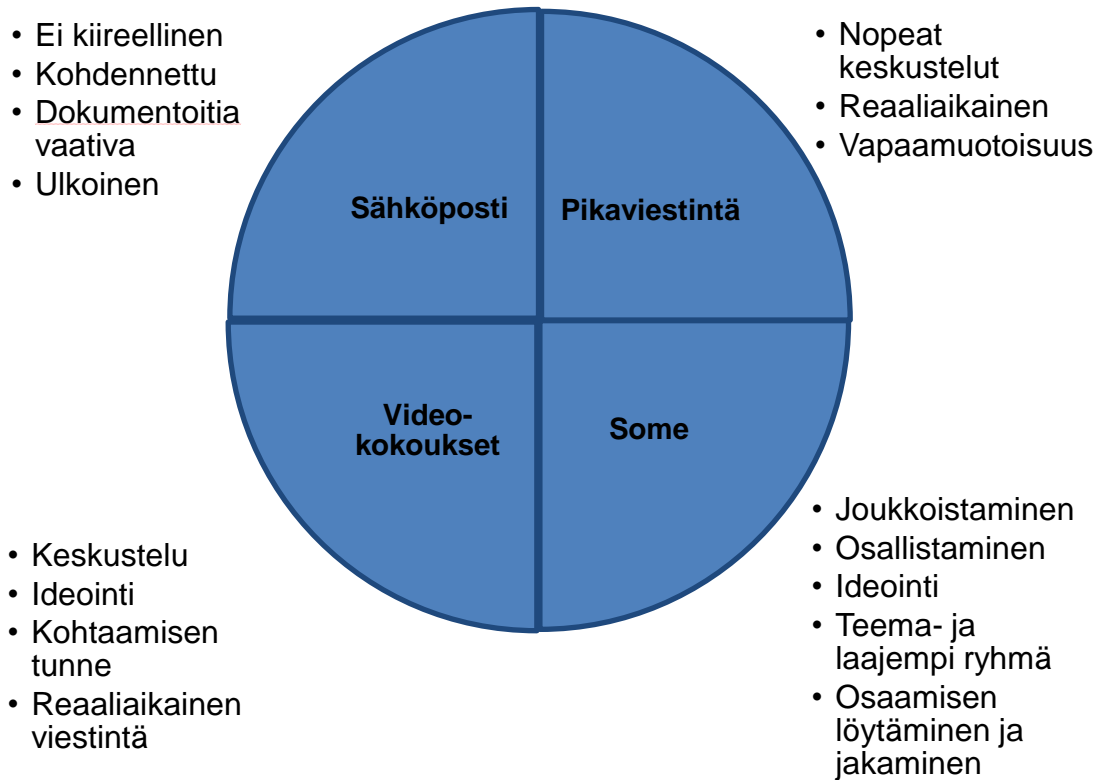 • Ei kiireellinen
• Kohdennettu
• Dokumentoitia
vaativa
• Ulkoinen
• Nopeat
keskustelut
• Reaaliaikainen
• Vapaamuotoisuus
Sähköposti
Pikaviestintä
Video-
kokoukset
Some
• Keskustelu
• Ideointi
• Kohtaamisen
tunne
• Reaaliaikainen
viestintä
• Joukkoistaminen
• Osallistaminen
• Ideointi
• Teema- ja
laajempi ryhmä
• Osaamisen
löytäminen ja
jakaminen